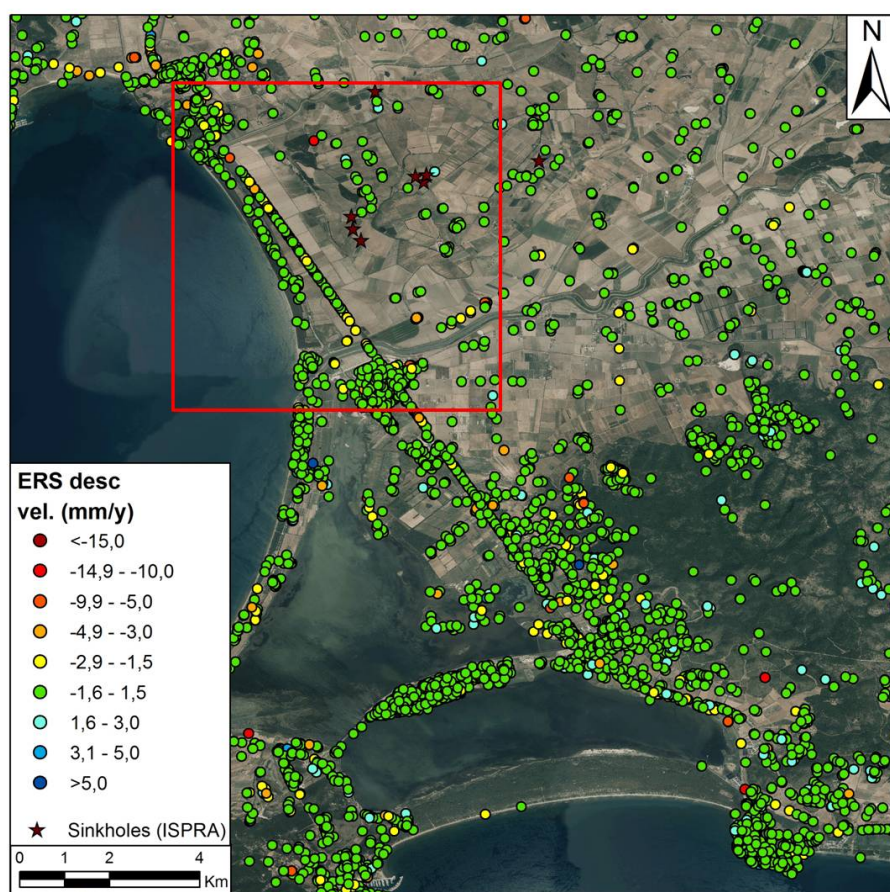 N
ERS desc
vel. (mm/y)
<-15,0
-14,9 - -10,0
-9,9 - -5,0
-4,9 - -3,0
-2,9 - -1,5
-1,6 - 1,5
1,6 - 3,0
3,1 - 5,0
>5,0
Sinkholes (ISPRA)
0 1 2 4
Km